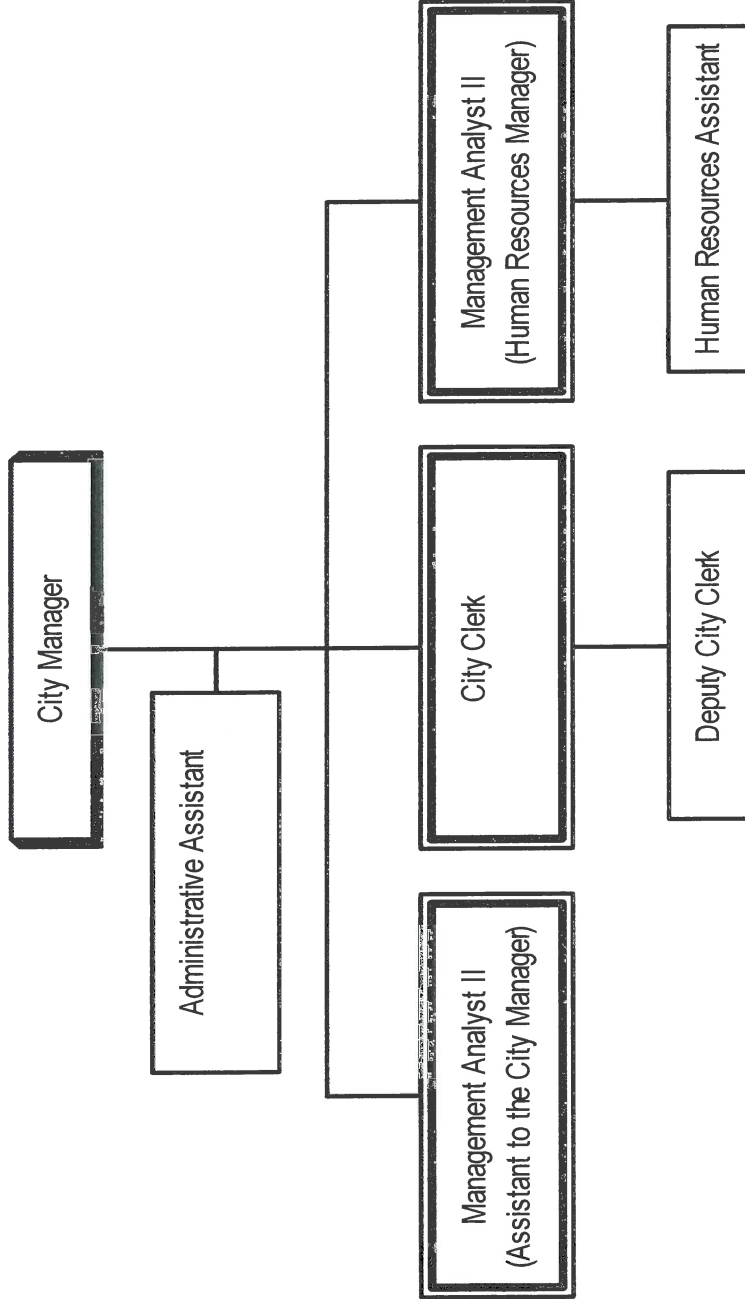 City Manager
Administrative Assistant
Management Analyst II
(Assistant to the City Manager)
City Clerk
Management Analyst II
(Human Resources Manager)
Deputy City Clerk
Human Resources Assistant